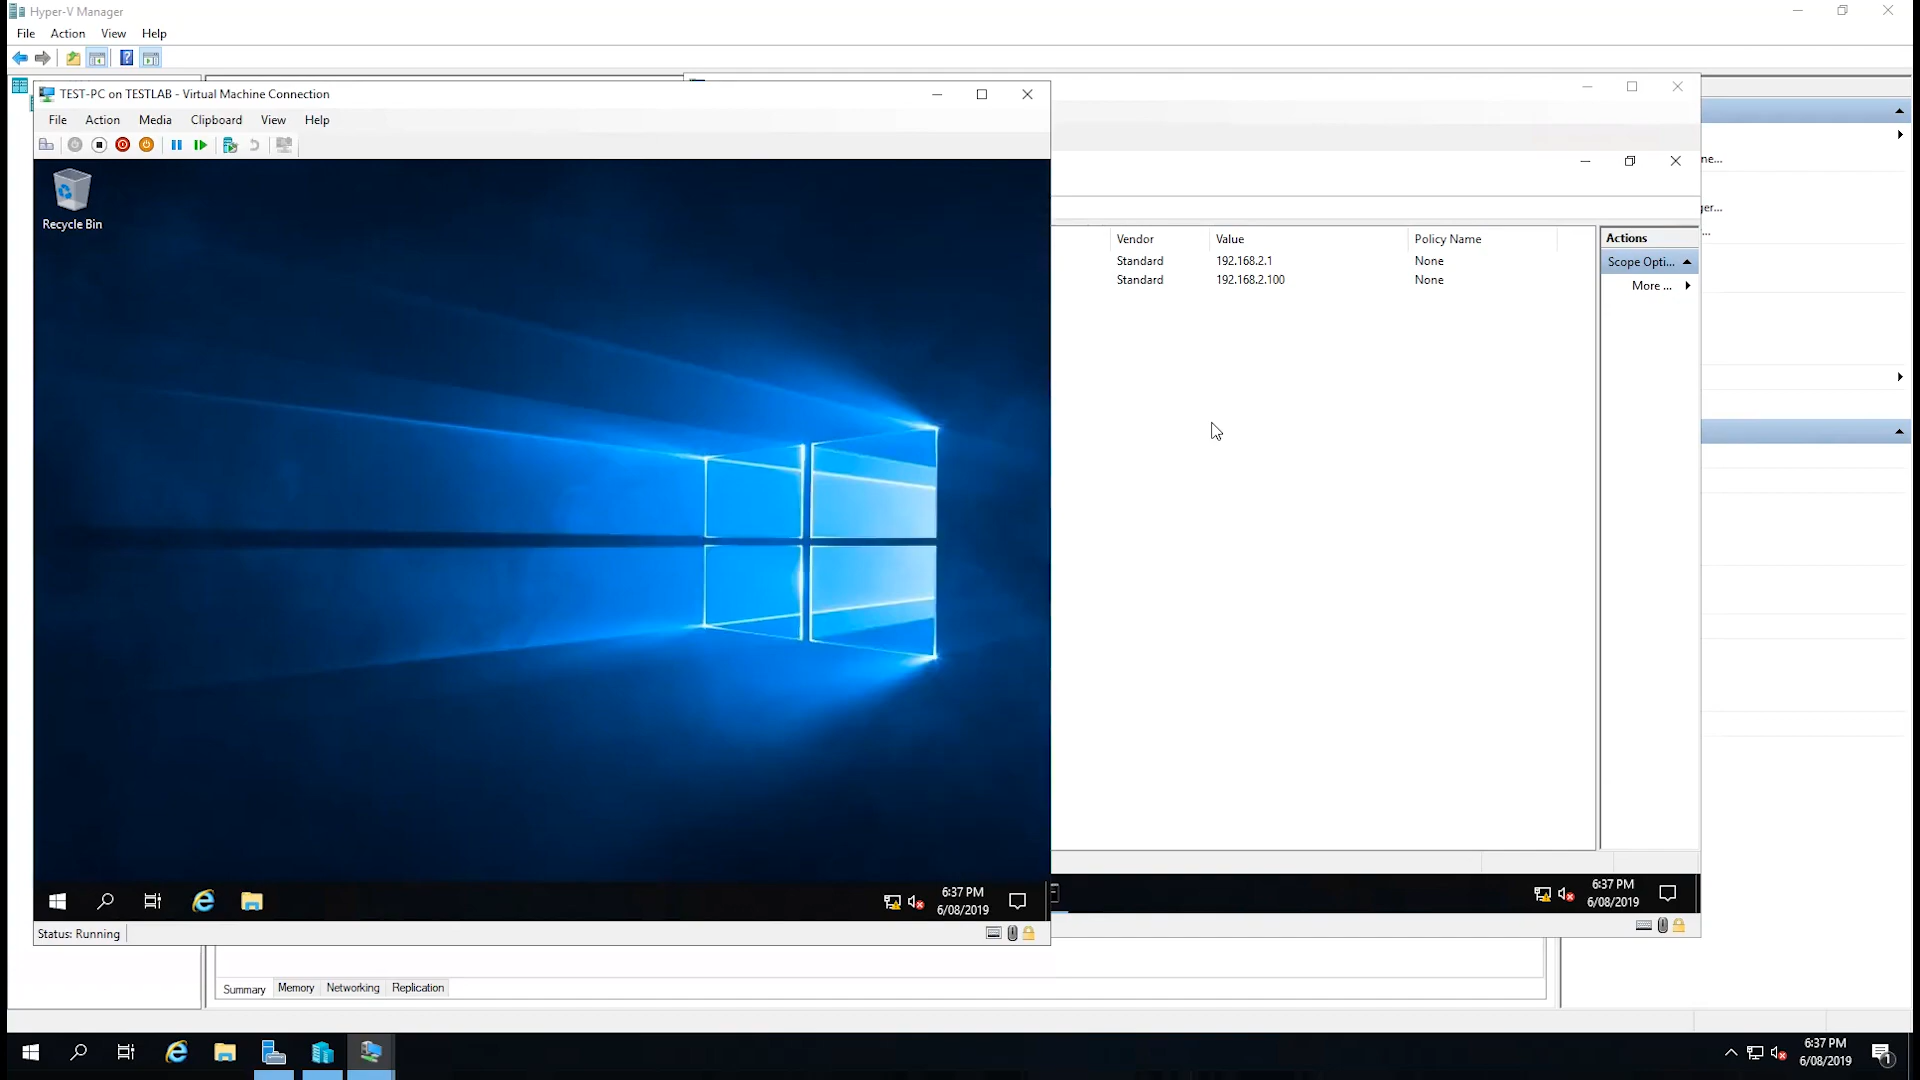 Hyper-V Manager
File Action View Help
TEST-PC on TESTLAB - Virtual Machine Connection
File Action Media Clipboard View Help
Recycle Bin
6:37 PM
6/08/2019
Status: Running
Vendor Value Policy Name
Standard 192.168.2.1 None
Standard 192.168.2.100 None
Actions
Scope Opti...
More ...
6:37 PM
6/08/2019
ne...
ger...
...
Summary Memory Networking Replication
6:37 PM
6/08/2019
1